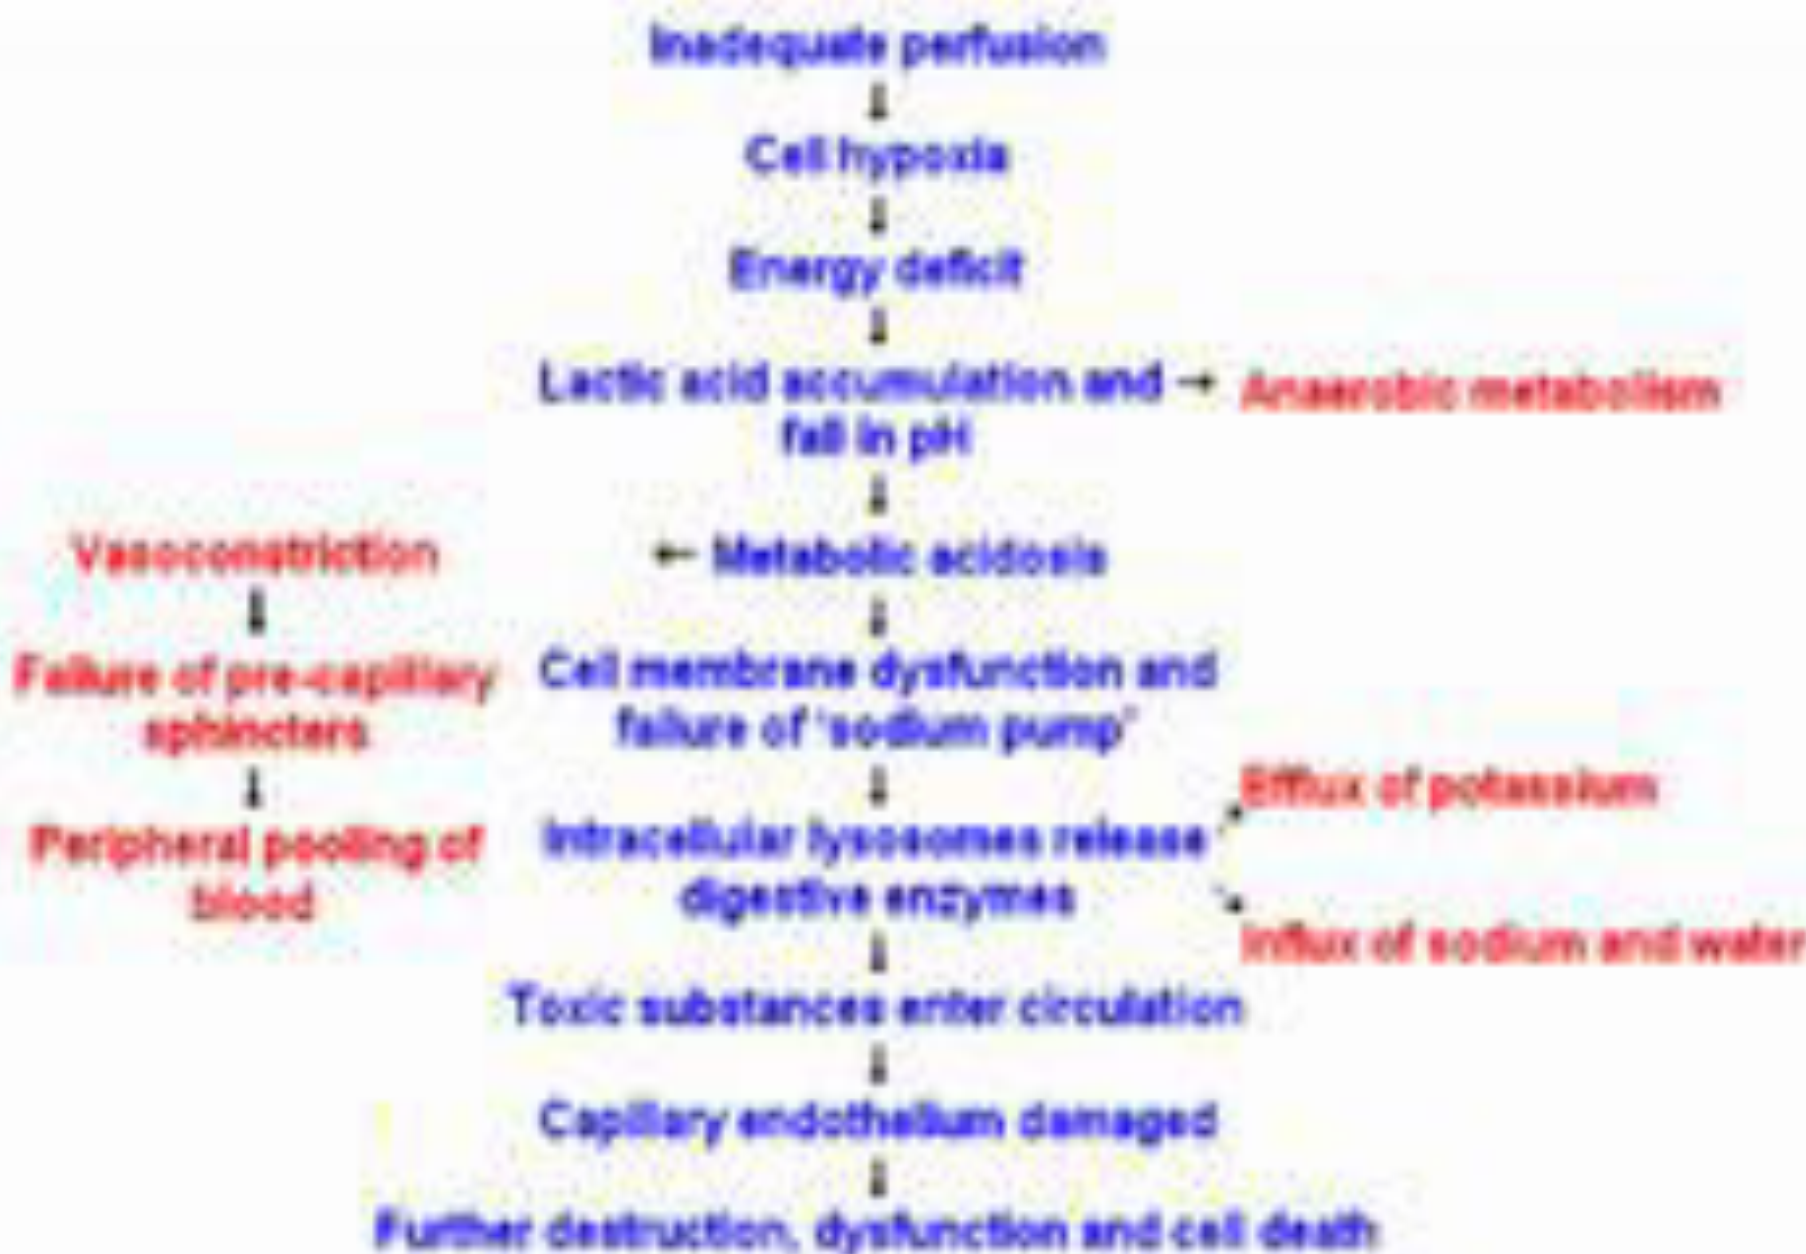 Inadequate perfusion
Cell hypoxia
Energy deficit
Lactic acid accumulation and
fall in pH
Anaerobic metabolism
Metabolic acidosis
Vasoconstriction
Failure of pre-capillary
sphincters
Peripheral pooling of
blood
Cell membrane dysfunction and
failure of 'sodium pump'
Intracellular lysosomes release
digestive enzymes
Efflux of potassium
Influx of sodium and water
Toxic substances enter circulation
Capillary endothelium damaged
Further destruction, dysfunction and cell death